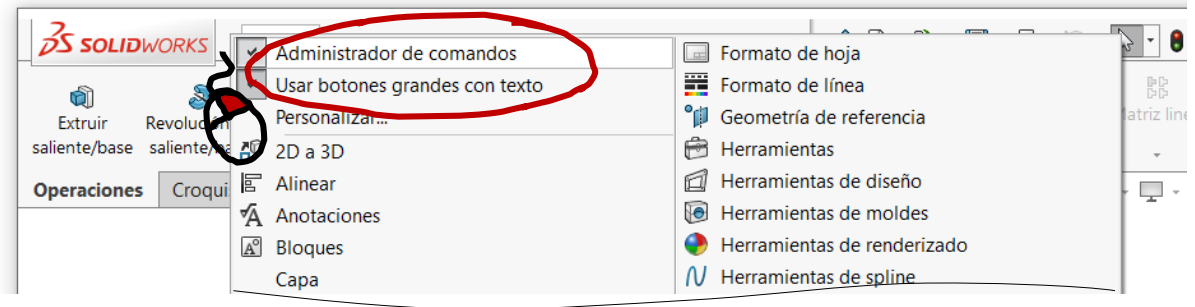 SOLIDWORKS
Extruir
saliente/base
Revolución
Operaciones
Administrador de comandos
Usar botones grandes con texto
Personalizar...
2D a 3D
Alinear
Anotaciones
Bloques
Capa
Formato de hoja
Formato de línea
Geometría de referencia
Herramientas
Herramientas de diseño
Herramientas de moldes
Herramientas de renderizado
Herramientas de spline